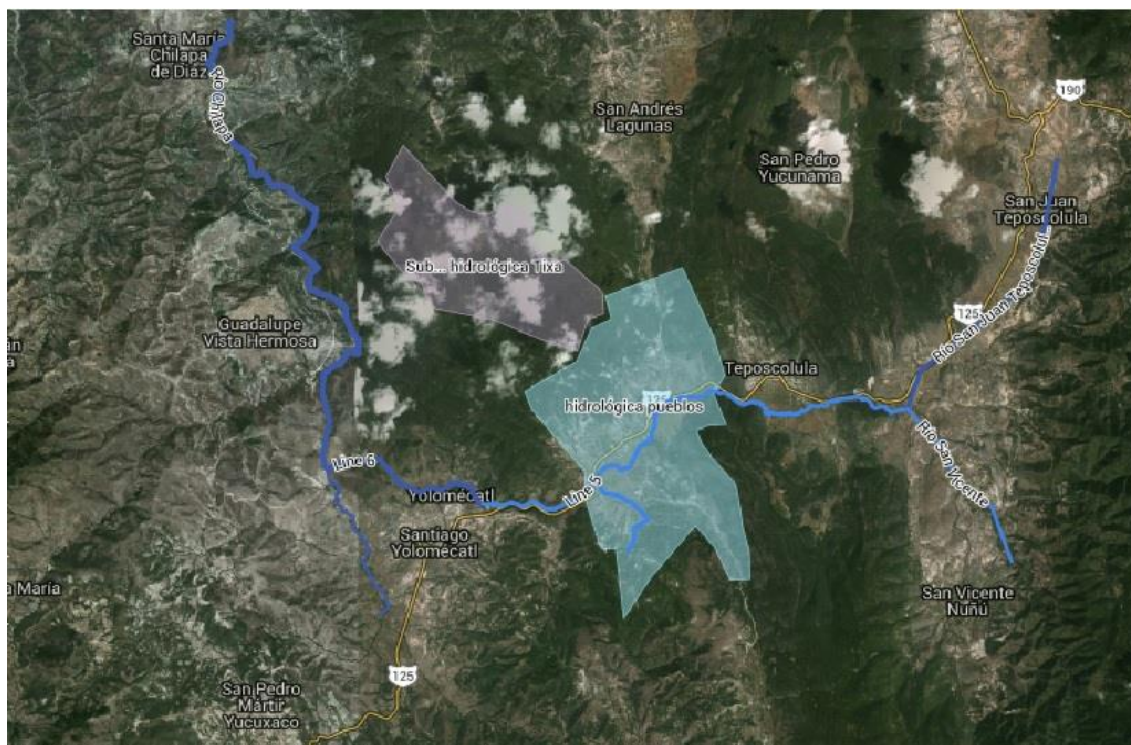 Santa María
Chilapa
de Díaz
Río Chilapa
San Andrés
Lagunas
190
San Pedro
Yucunama
San Juan
Teposcolula
Sub... hidrológica Tixa
Guadalupe
Vista Hermosa
125
Río San Juan Teposcolul
Teposcolula
125
hidrológica pueblos
Río San Vicente
Line 6
Line 5
Yolomécatl
Santiago
Yolomécatl
a María
San Vicente
Nuñú
125
San Pedro
Mártir
Yucuxaco